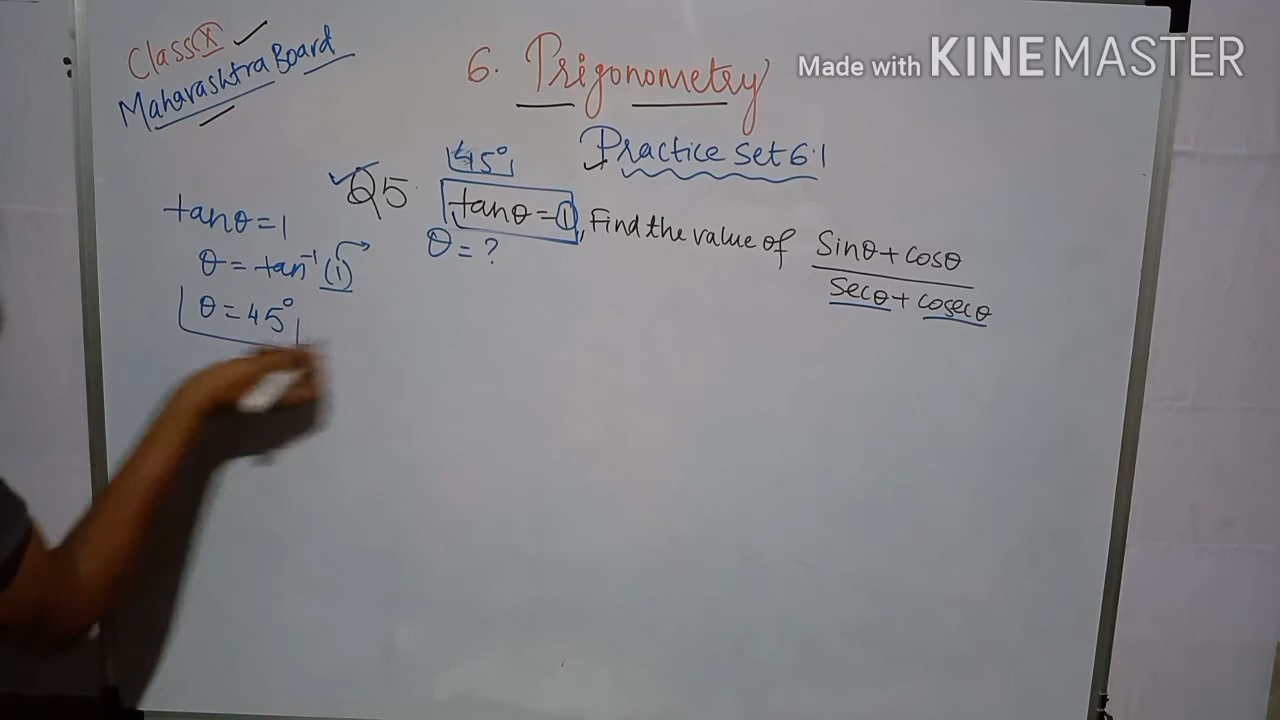 Class X
Maharashtra Board
6. Trigonometry
Made with KINEMASTER
Practice Set 6.1
45°
Q5 tanθ = 1, Find the value of sinθ + cosθ
secθ + cosecθ
θ = ?
tanθ = 1
θ = tan⁻¹(1)
θ = 45°